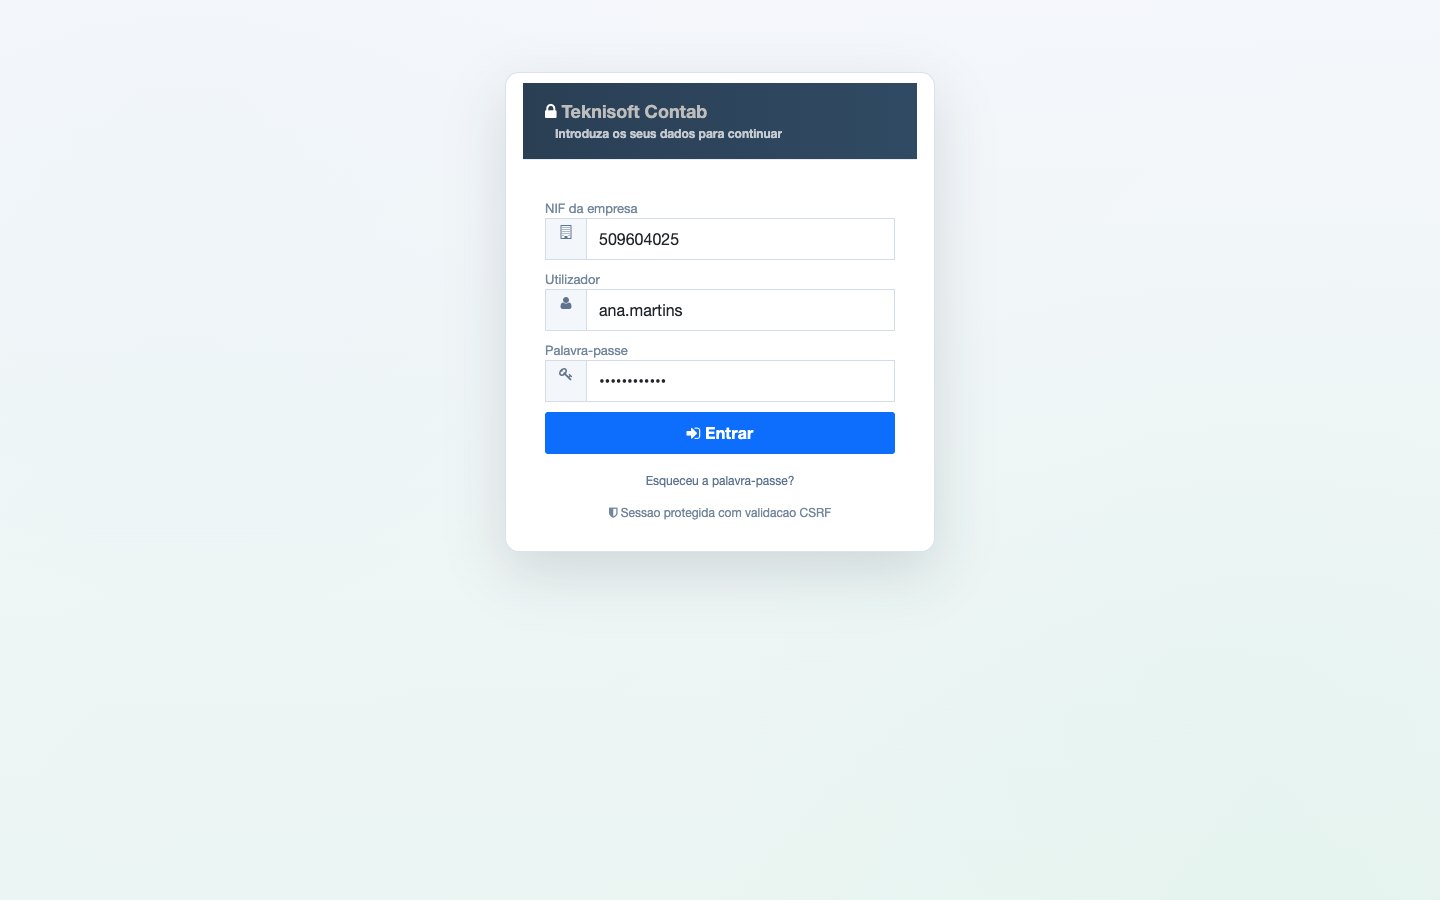 Teknisoft Contab
Introduza os seus dados para continuar
NIF da empresa
509604025
Utilizador
ana.martins
Palavra-passe
••••••••••••
Entrar
Esqueceu a palavra-passe?
Sessao protegida com validacao CSRF